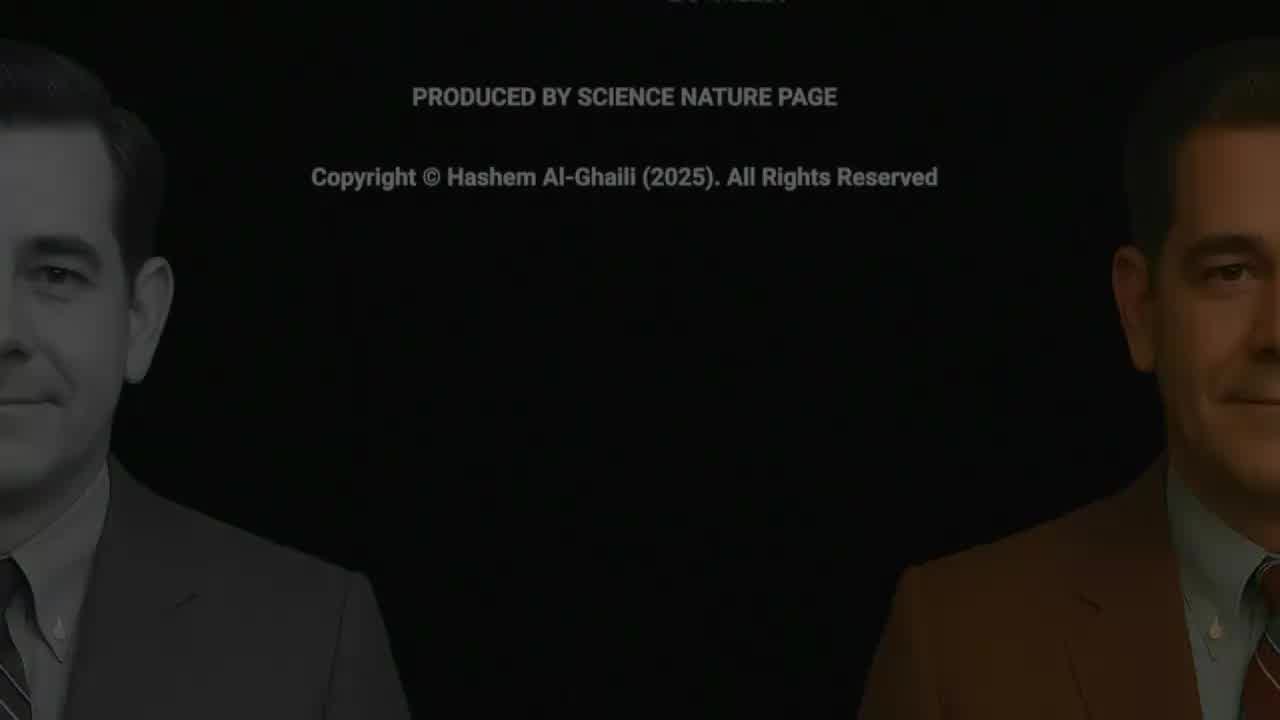 PRODUCED BY SCIENCE NATURE PAGE
Copyright © Hashem Al-Ghaili (2025). All Rights Reserved